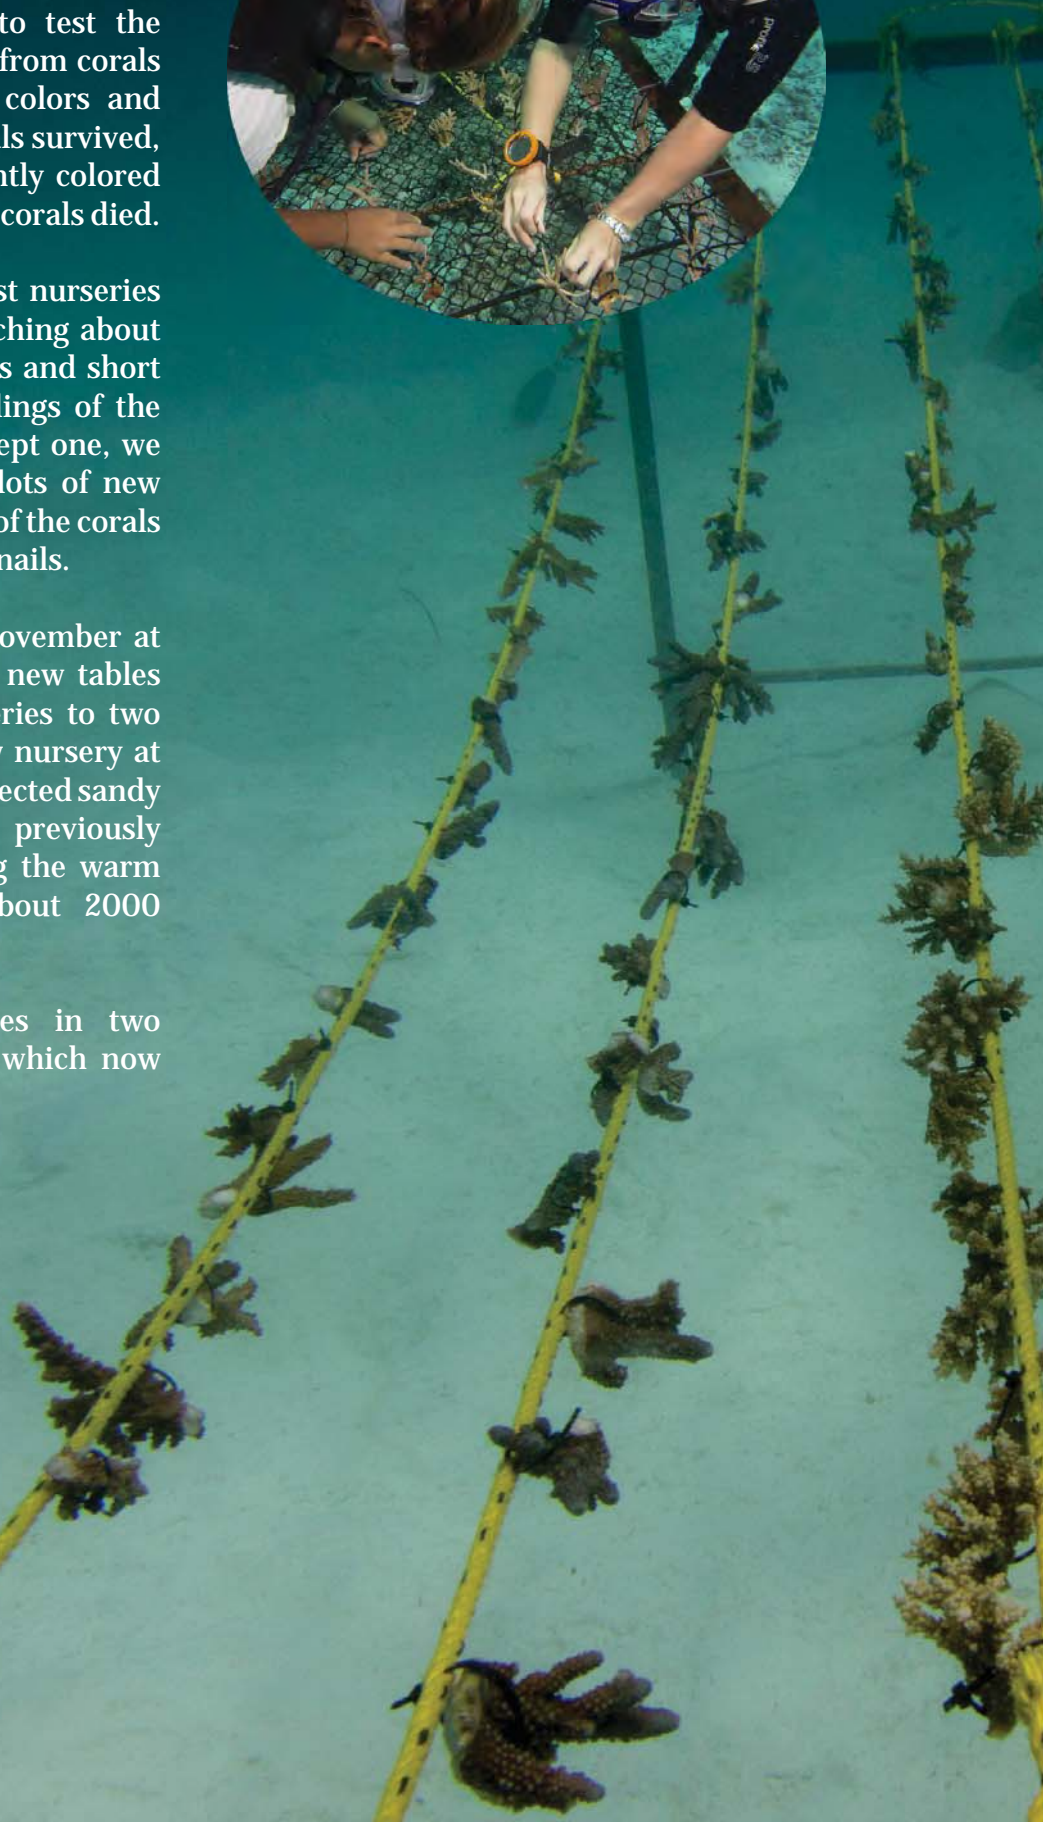 to test the
from corals
colors and
ls survived,
ntly colored
corals died.
st nurseries
ching about
s and short
lings of the
ept one, we
lots of new
of the corals
nails.
ovember at
new tables
ries to two
nursery at
ected sandy
previously
g the warm
bout 2000
es in two
which now